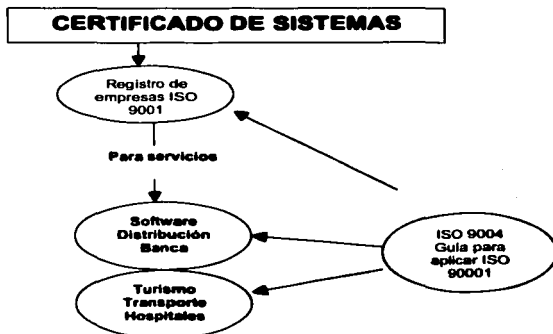 CERTIFICADO DE SISTEMAS
Registro de
empresas ISO
9001
Para servicios
Software
Distribución
Banca
ISO 9004
Guía para
aplicar ISO
90001
Turismo
Transporte
Hospitales